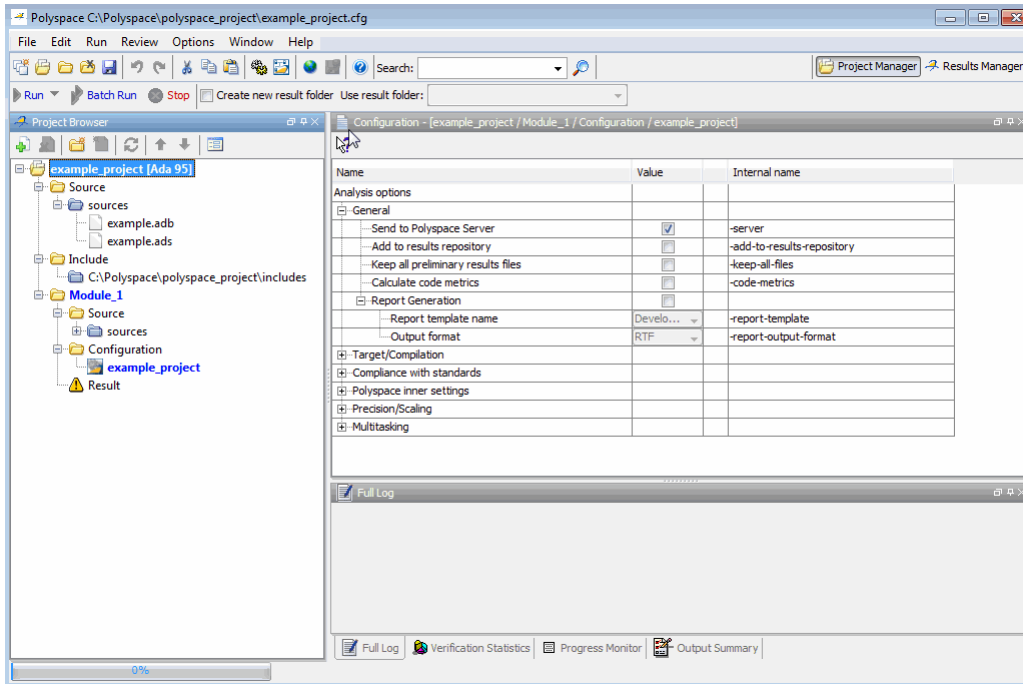 Polyspace C:\Polyspace\polyspace_project\example_project.cfg
File Edit Run Review Options Window Help
Search:
Project Manager
Results Manager
Run
Batch Run
Stop
Create new result folder
Use result folder:
Project Browser
example_project [Ada 95]
Source
sources
example.adb
example.ads
Include
C:\Polyspace\polyspace_project\includes
Module_1
Source
sources
Configuration
example_project
Result
0%
Configuration - [example_project / Module_1 / Configuration / example_project]
Name Value Internal name
Analysis options
General
Send to Polyspace Server -server
Add to results repository -add-to-results-repository
Keep all preliminary results files -keep-all-files
Calculate code metrics -code-metrics
Report Generation
Report template name Develo... -report-template
Output format RTF -report-output-format
Target/Compilation
Compliance with standards
Polyspace inner settings
Precision/Scaling
Multitasking
Full Log
Full Log Verification Statistics Progress Monitor Output Summary